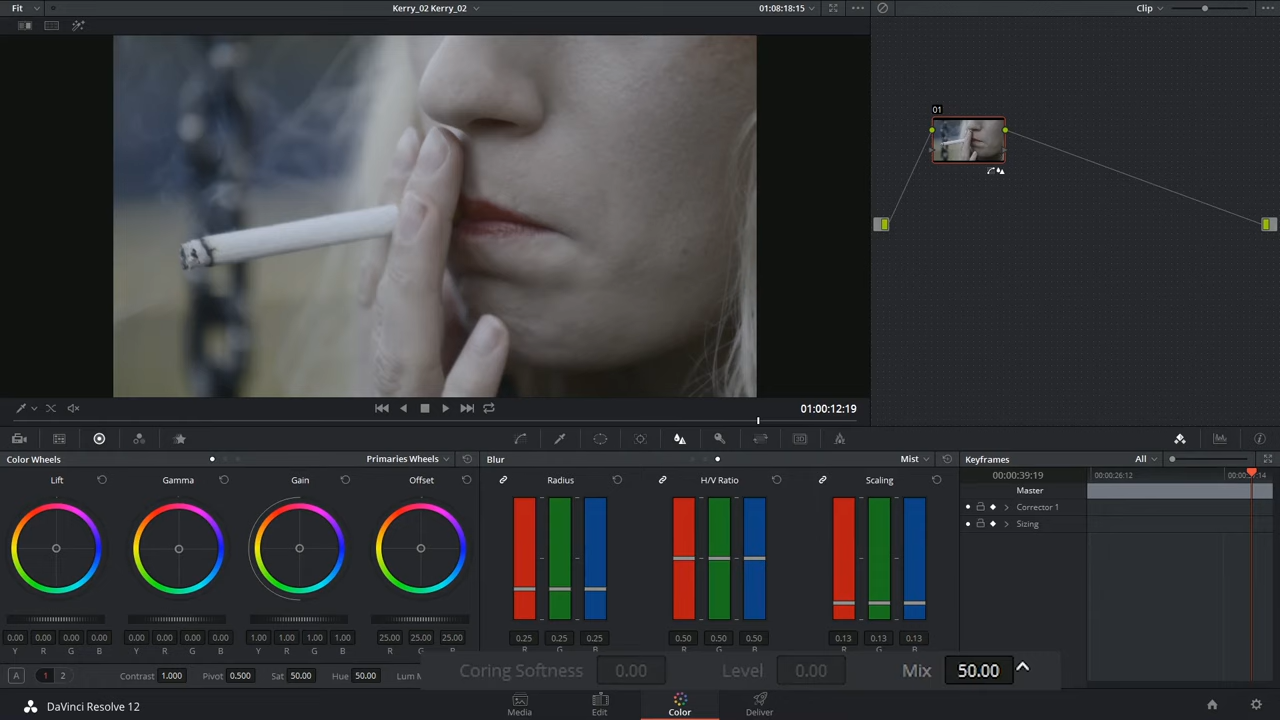 Fit
Kerry_02 Kerry_02
01:08:18:15
Clip
01
01:00:12:19
Color Wheels
Primaries Wheels
Blur
Mist
Keyframes
All
Lift
Gamma
Gain
Offset
Radius
H/V Ratio
Scaling
00:00:39:19
00:00:26:12
Master
Corrector 1
Sizing
0.00 0.00 0.00 0.00
0.00 0.00 0.00 0.00
1.00 1.00 1.00 1.00
25.00 25.00 25.00
0.25 0.25 0.25
0.50 0.50 0.50
0.13 0.13 0.13
Y R G B
Y R G B
Y R G B
R G B
Coring Softness 0.00 Level 0.00 Mix 50.00
A 1 2 Contrast 1.000 Pivot 0.500 Sat 50.00 Hue 50.00 Lum M
DaVinci Resolve 12
Media
Edit
Color
Deliver